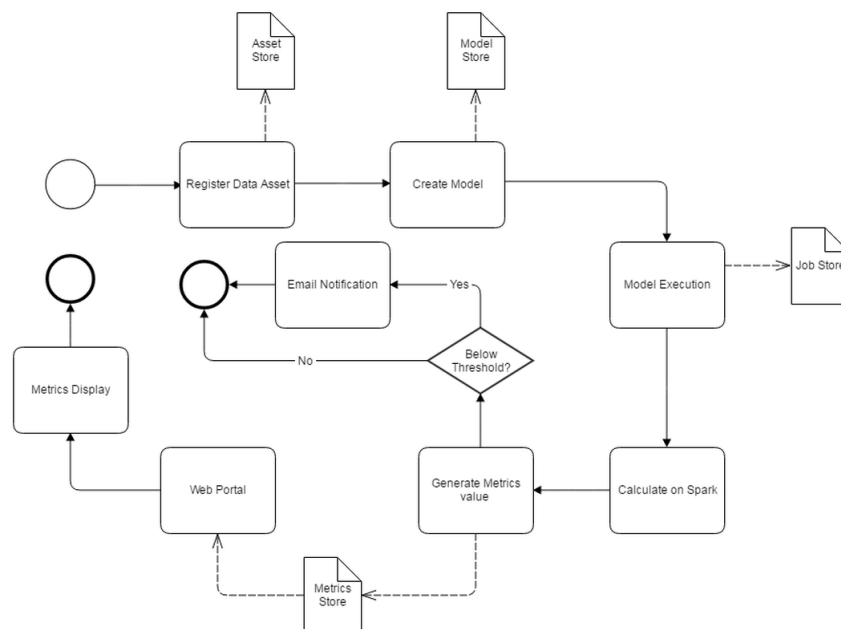 Asset
Store
Model
Store
Register Data Asset
Create Model
Model Execution
Job Store
Email Notification
Yes
Below
Threshold?
No
Metrics Display
Web Portal
Generate Metrics
value
Calculate on Spark
Metrics
Store